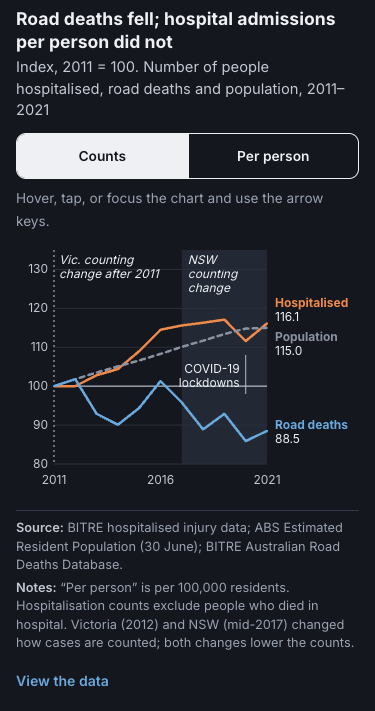 Road deaths fell; hospital admissions
per person did not
Index, 2011 = 100. Number of people
hospitalised, road deaths and population, 2011–
2021
Counts
Per person
Hover, tap, or focus the chart and use the arrow
keys.
Vic. counting
change after 2011
NSW
counting
change
130
120
110
100
90
80
Hospitalised
116.1
Population
115.0
COVID-19
lockdowns
Road deaths
88.5
2011
2016
2021
Source: BITRE hospitalised injury data; ABS Estimated
Resident Population (30 June); BITRE Australian Road
Deaths Database.
Notes: “Per person” is per 100,000 residents.
Hospitalisation counts exclude people who died in
hospital. Victoria (2012) and NSW (mid-2017) changed
how cases are counted; both changes lower the counts.
View the data